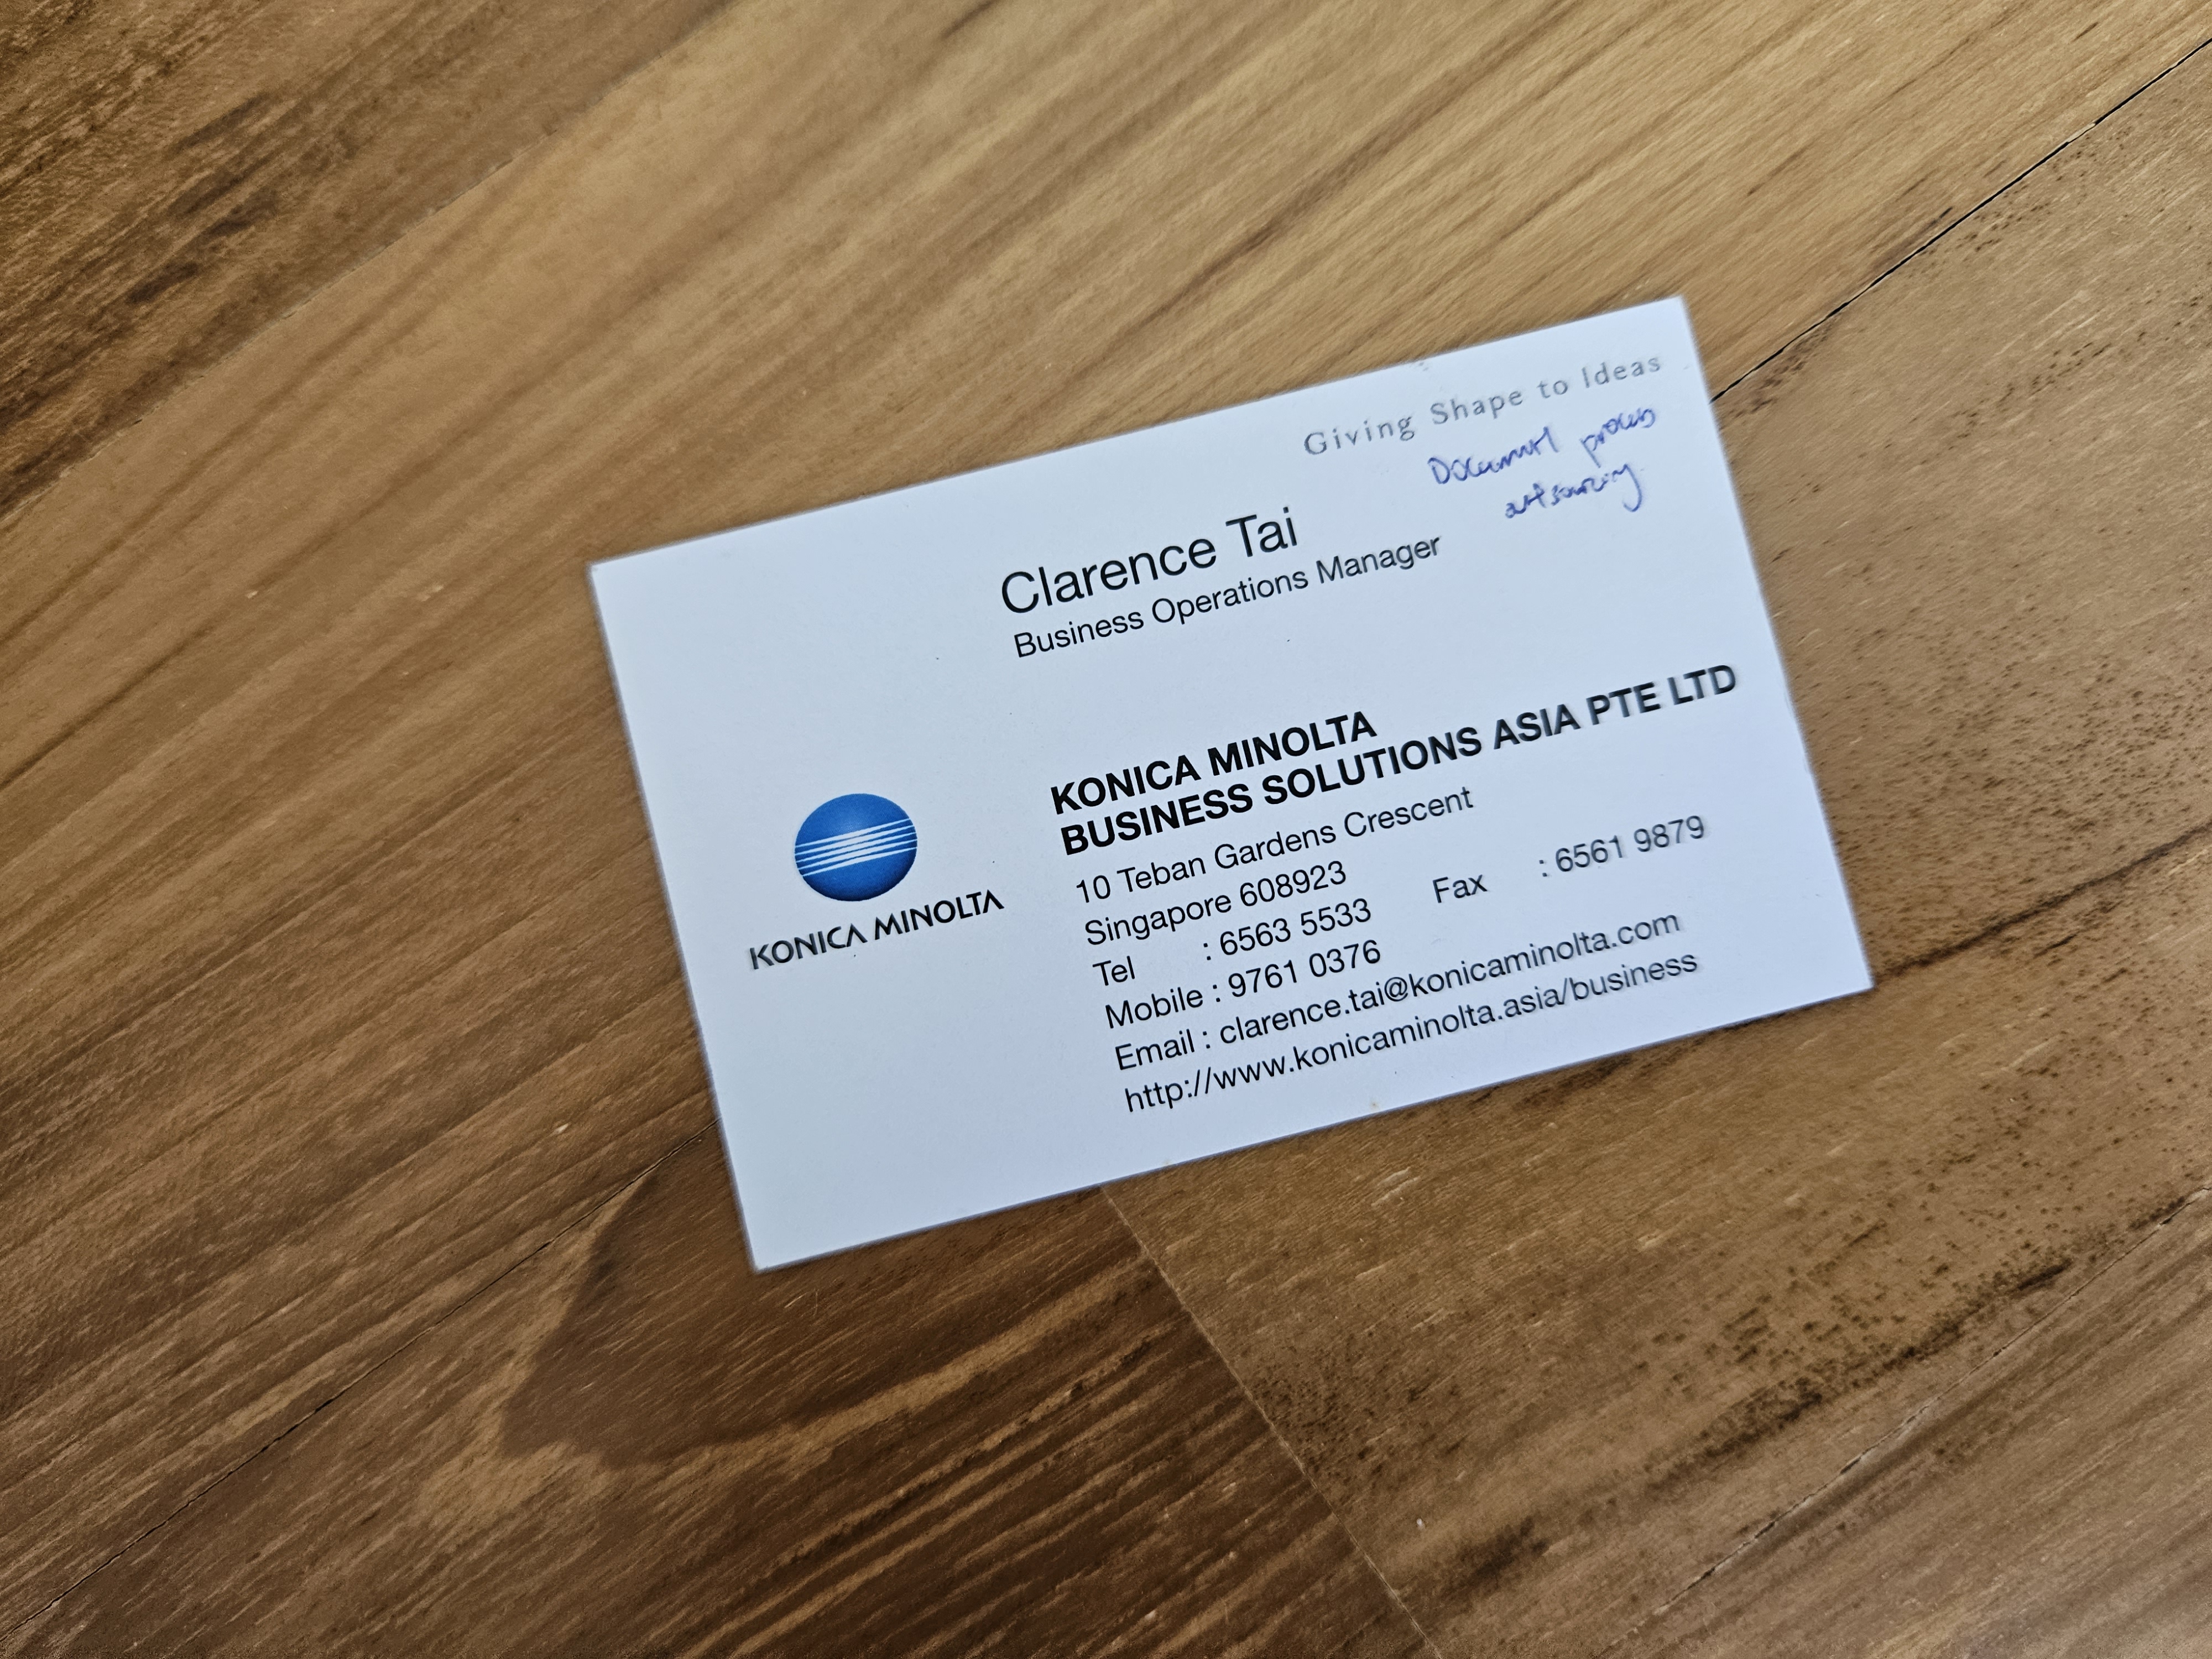 Giving Shape to Ideas
Document process
outsourcing
Clarence Tai
Business Operations Manager
KONICA MINOLTA
BUSINESS SOLUTIONS ASIA PTE LTD
10 Teban Gardens Crescent
Singapore 608923
Tel : 6563 5533 Fax : 6561 9879
Mobile : 9761 0376
Email : clarence.tai@konicaminolta.com
http://www.konicaminolta.asia/business
KONICA MINOLTA